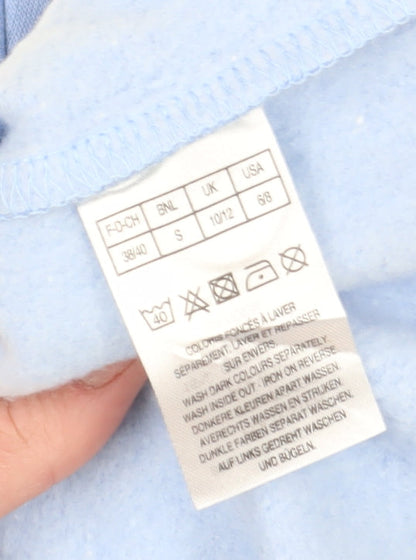 F-D-CH BNL UK USA
38/40 S 10/12 6/8
40
COLORIS FONCÉS À LAVER
SÉPAREMENT. LAVER ET REPASSER
SUR ENVERS.
WASH DARK COLOURS SEPARATELY
WASH INSIDE OUT - IRON ON REVERSE
DONKERE KLEUREN APART WASSEN.
AVERECHTS WASSEN EN STRIJKEN
DUNKLE FARBEN SEPARAT WASCHEN.
AUF LINKS GEDREHT WASCHEN
UND BÜGELN.